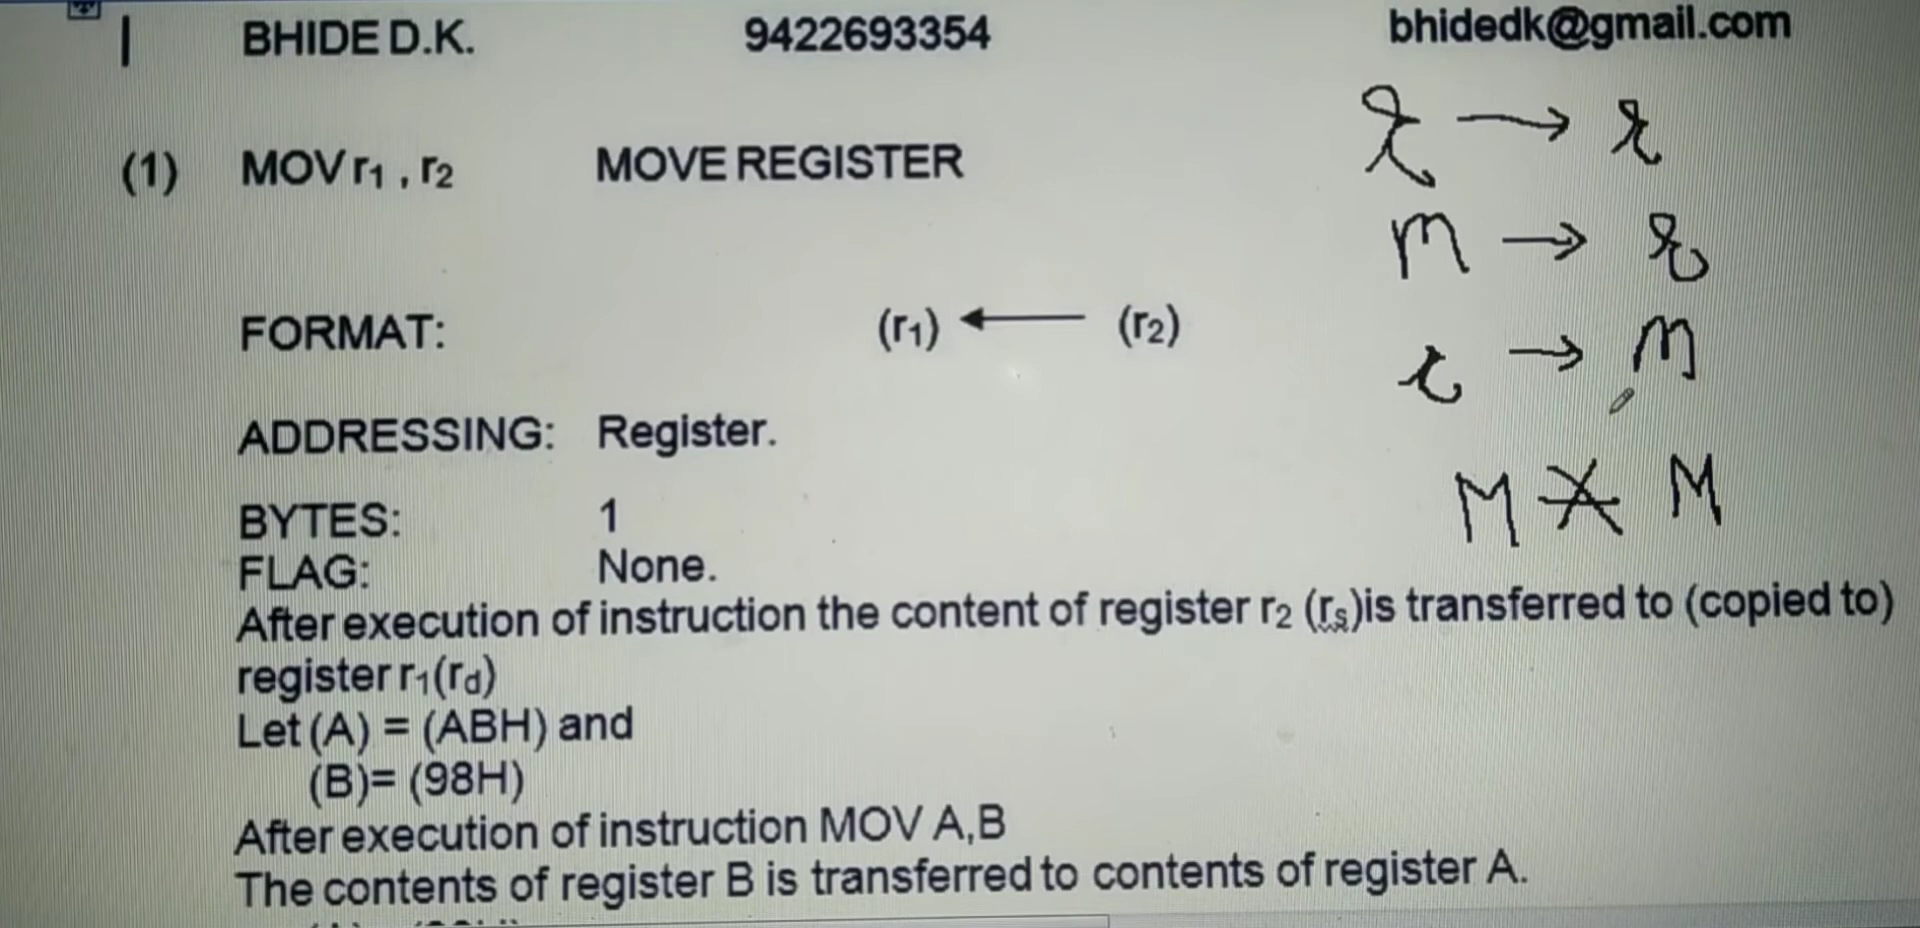 BHIDE D.K. 9422693354 bhidedk@gmail.com
(1) MOV r1 , r2 MOVE REGISTER
r → r
m → r
FORMAT: (r1) ← (r2)
r → M
ADDRESSING: Register.
M M
BYTES: 1
FLAG: None.
After execution of instruction the content of register r2 (rs)is transferred to (copied to)
register r1(rd)
Let (A) = (ABH) and
(B)= (98H)
After execution of instruction MOV A,B
The contents of register B is transferred to contents of register A.